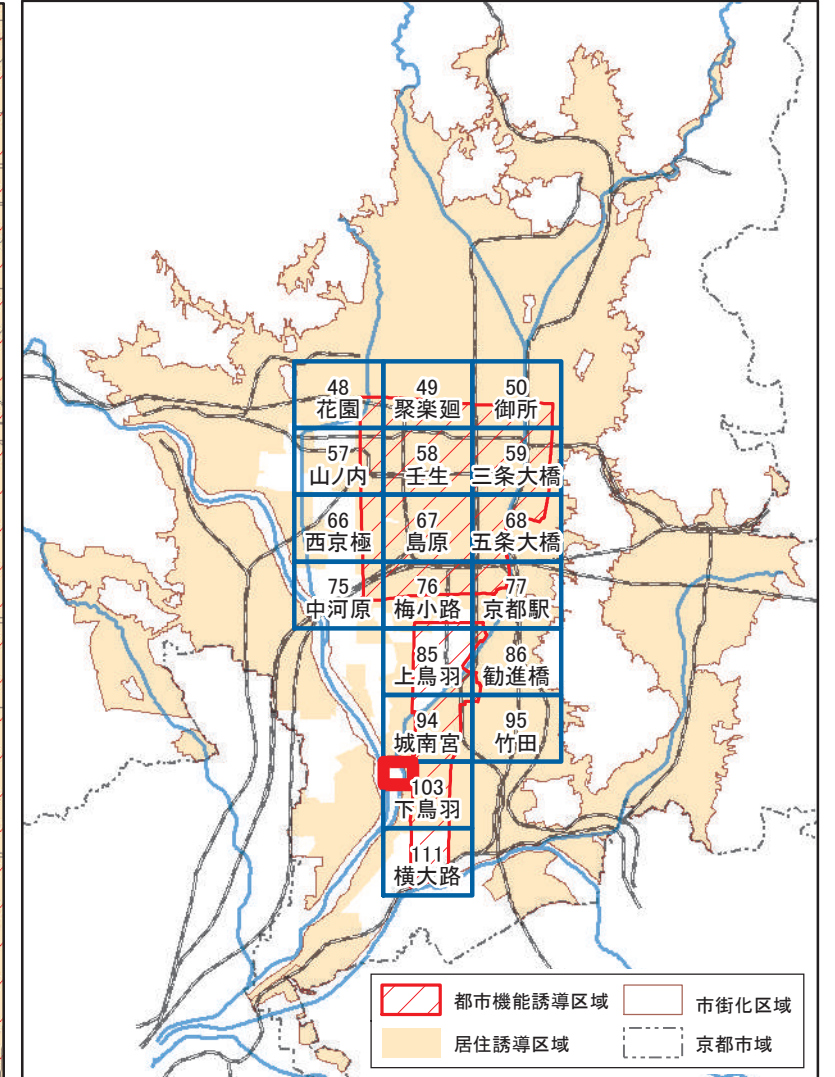 48
花園
49
聚楽廻
50
御所
57
山ノ内
58
壬生
59
三条大橋
66
西京極
67
島原
68
五条大橋
75
中河原
76
梅小路
77
京都駅
85
上鳥羽
86
勧進橋
94
城南宮
95
竹田
103
下鳥羽
111
横大路
都市機能誘導区域
市街化区域
居住誘導区域
京都市域